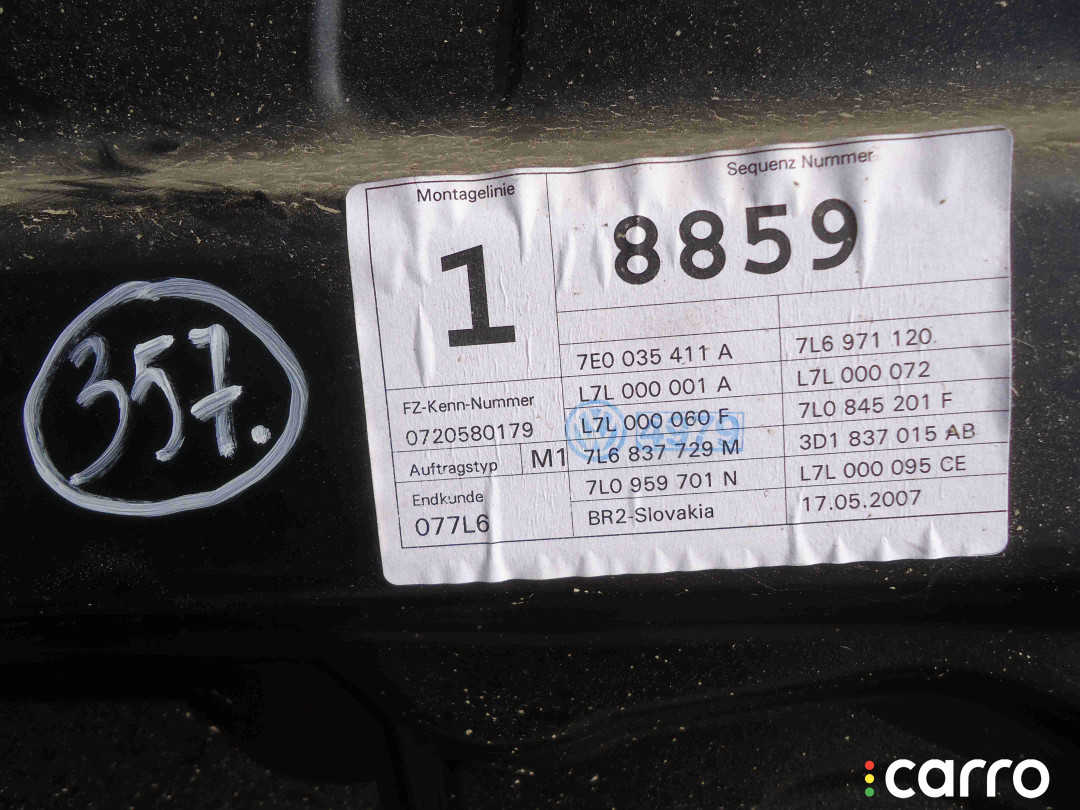 Montagelinie
Sequenz Nummer
1
8859
7E0 035 411 A
7L6 971 120
L7L 000 001 A
L7L 000 072
FZ-Kenn-Nummer
L7L 000 060 F
7L0 845 201 F
0720580179
Auftragstyp
M1
7L6 837 729 M
3D1 837 015 AB
7L0 959 701 N
L7L 000 095 CE
Endkunde
077L6
BR2-Slovakia
17.05.2007
357.
carro